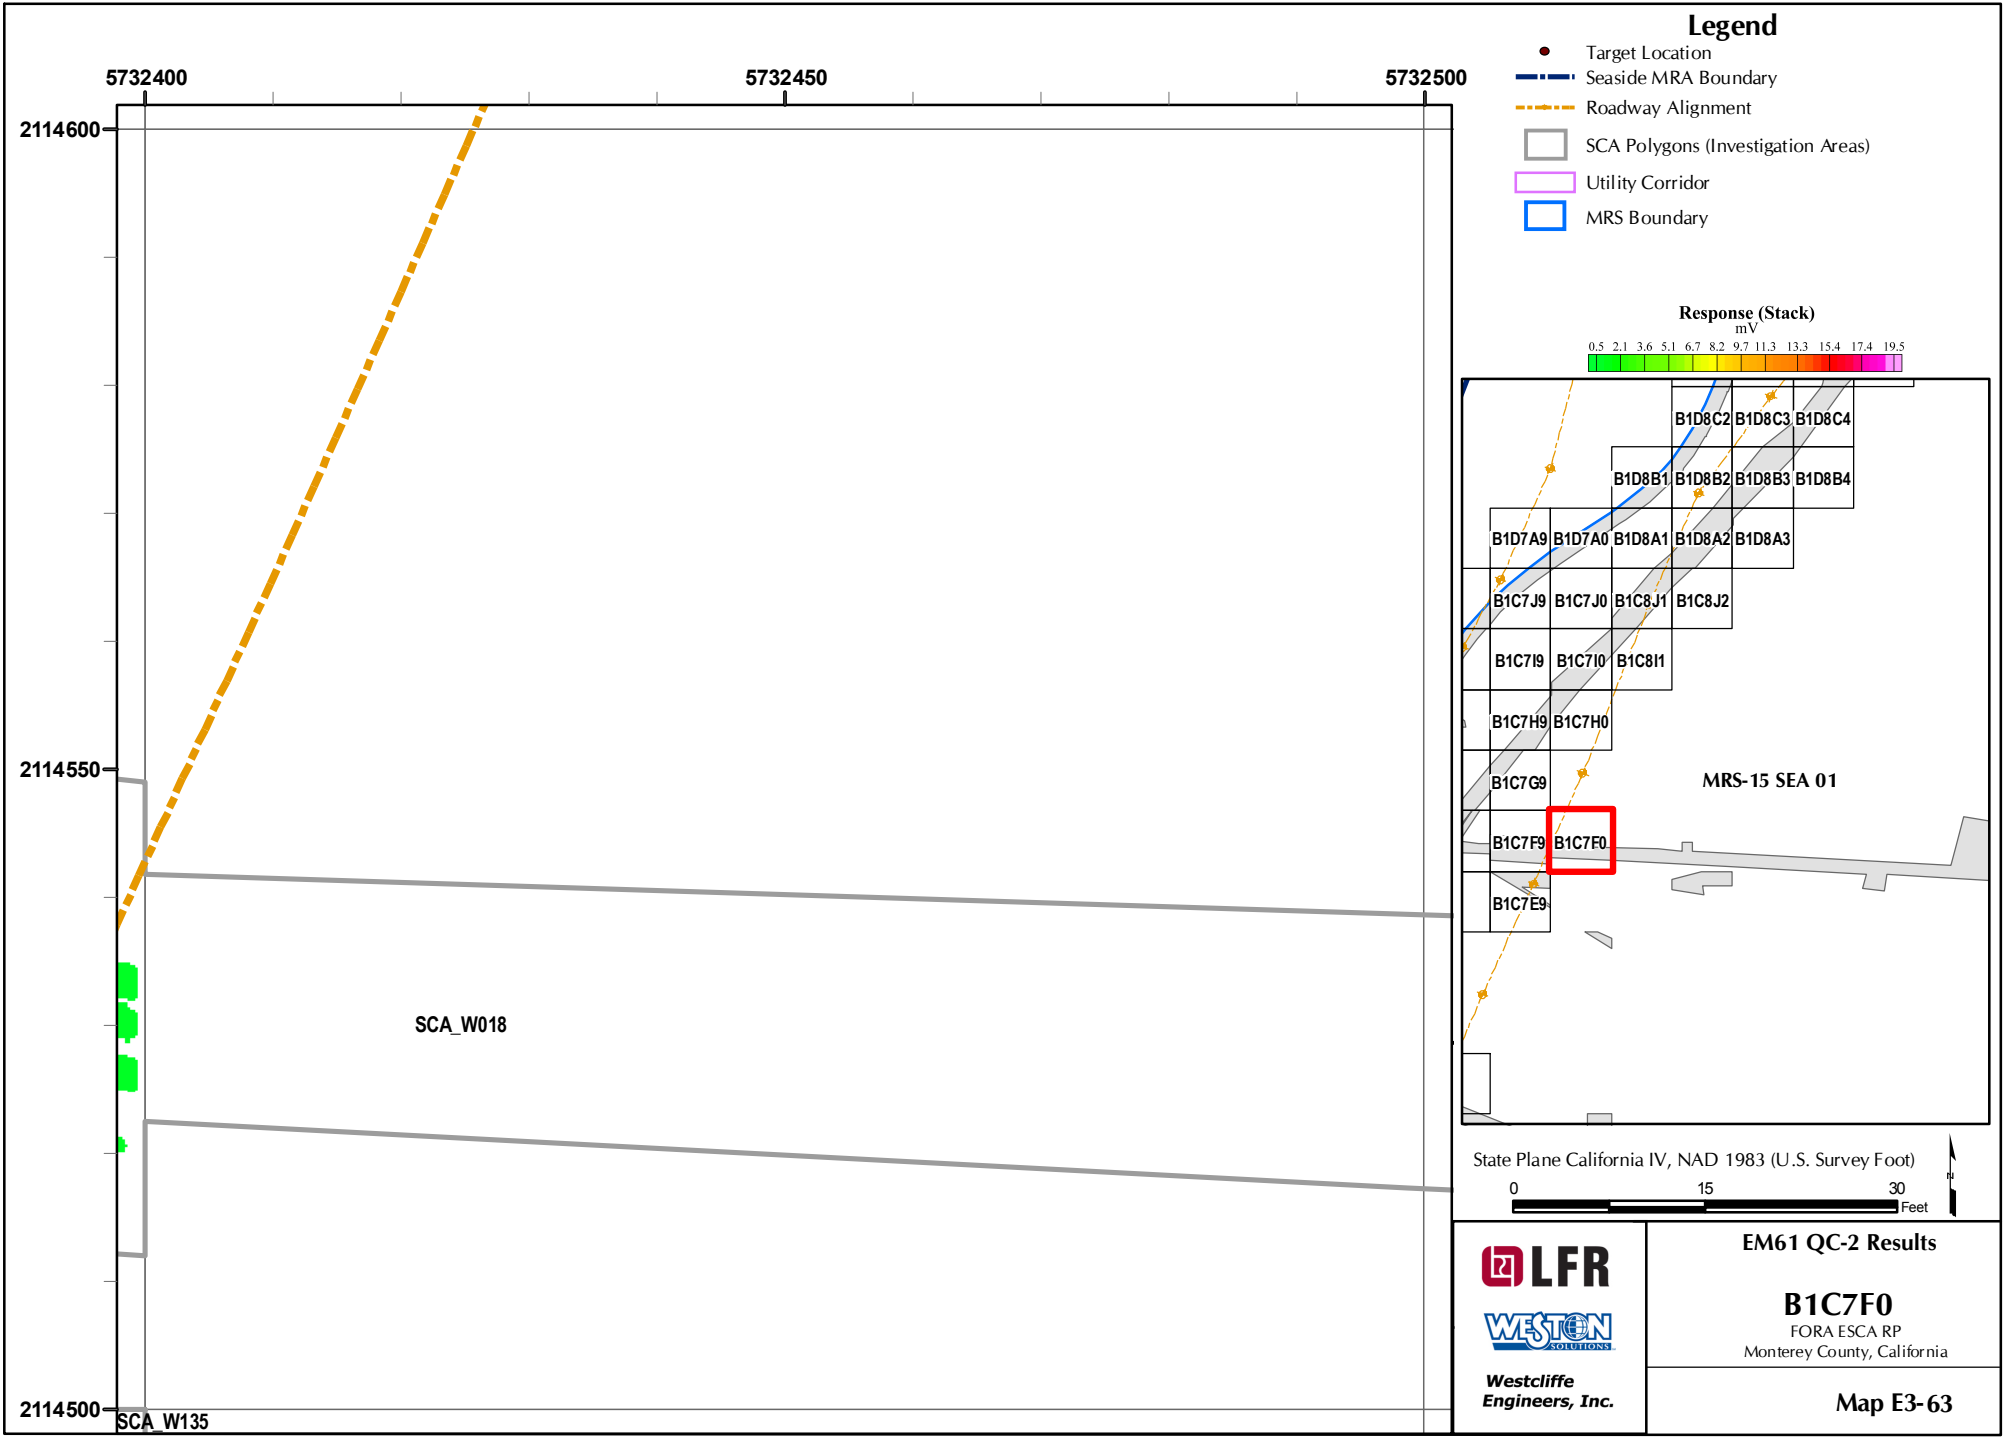 5732400
5732450
5732500
2114600
2114550
2114500
SCA_W018
SCA_W135
Legend
Target Location
Seaside MRA Boundary
Roadway Alignment
SCA Polygons (Investigation Areas)
Utility Corridor
MRS Boundary
Response (Stack)
mV
0.5 2.1 3.6 5.1 6.7 8.2 9.7 11.3 13.3 15.4 17.4 19.5
B1D8C2 B1D8C3 B1D8C4
B1D8B1 B1D8B2 B1D8B3 B1D8B4
B1D7A9 B1D7A0 B1D8A1 B1D8A2 B1D8A3
B1C7J9 B1C7J0 B1C8J1 B1C8J2
B1C7I9 B1C7I0 B1C8I1
B1C7H9 B1C7H0
B1C7G9
MRS-15 SEA 01
B1C7F9 B1C7F0
B1C7E9
State Plane California IV, NAD 1983 (U.S. Survey Foot)
0 15 30
Feet
N
LFR
WESTON
SOLUTIONS
Westcliffe
Engineers, Inc.
EM61 QC-2 Results
B1C7F0
FORA ESCA RP
Monterey County, California
Map E3-63